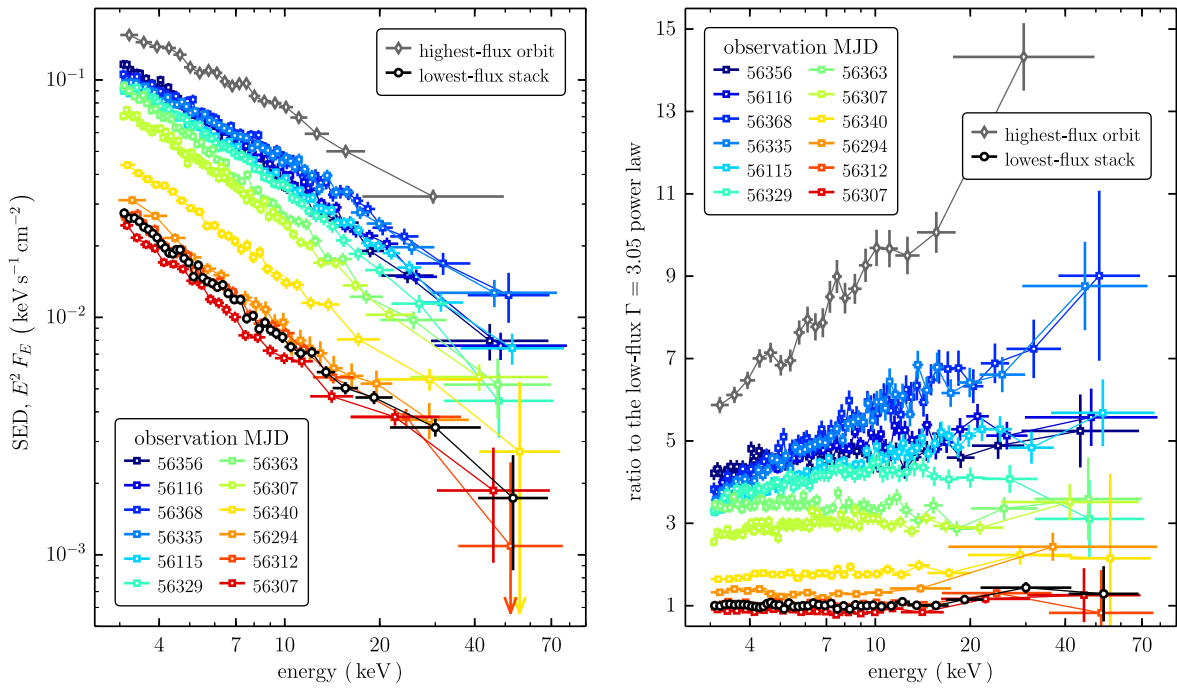 SED, E² F_E (keV s⁻¹ cm⁻²)
10⁻¹
10⁻²
10⁻³
highest-flux orbit
lowest-flux stack
observation MJD
56356 56363
56116 56307
56368 56340
56335 56294
56115 56312
56329 56307
4 7 10 20 40 70
energy (keV)
ratio to the low-flux Γ = 3.05 power law
15
13
11
9
7
5
3
1
observation MJD
56356 56363
56116 56307
56368 56340
56335 56294
56115 56312
56329 56307
highest-flux orbit
lowest-flux stack
4 7 10 20 40 70
energy (keV)